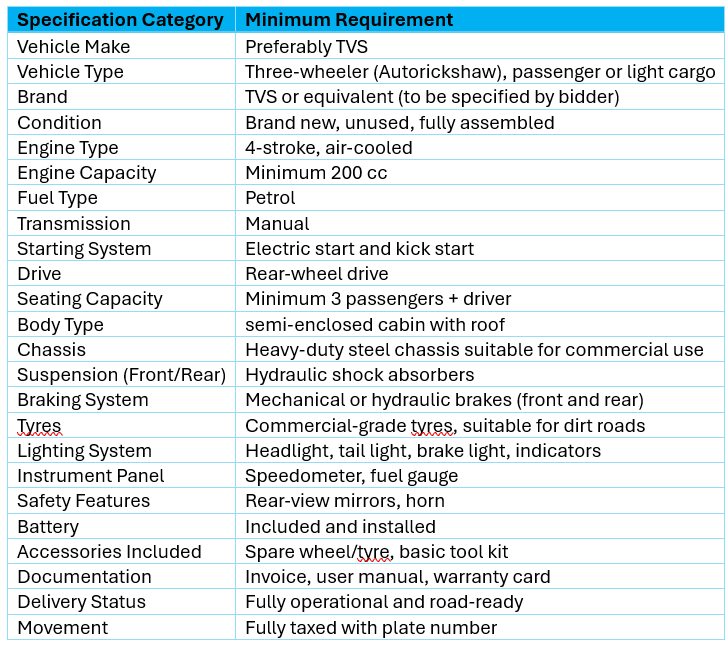 Specification Category Minimum Requirement
Vehicle Make Preferably TVS
Vehicle Type Three-wheeler (Autorickshaw), passenger or light cargo
Brand TVS or equivalent (to be specified by bidder)
Condition Brand new, unused, fully assembled
Engine Type 4-stroke, air-cooled
Engine Capacity Minimum 200 cc
Fuel Type Petrol
Transmission Manual
Starting System Electric start and kick start
Drive Rear-wheel drive
Seating Capacity Minimum 3 passengers + driver
Body Type semi-enclosed cabin with roof
Chassis Heavy-duty steel chassis suitable for commercial use
Suspension (Front/Rear) Hydraulic shock absorbers
Braking System Mechanical or hydraulic brakes (front and rear)
Tyres Commercial-grade tyres, suitable for dirt roads
Lighting System Headlight, tail light, brake light, indicators
Instrument Panel Speedometer, fuel gauge
Safety Features Rear-view mirrors, horn
Battery Included and installed
Accessories Included Spare wheel/tyre, basic tool kit
Documentation Invoice, user manual, warranty card
Delivery Status Fully operational and road-ready
Movement Fully taxed with plate number